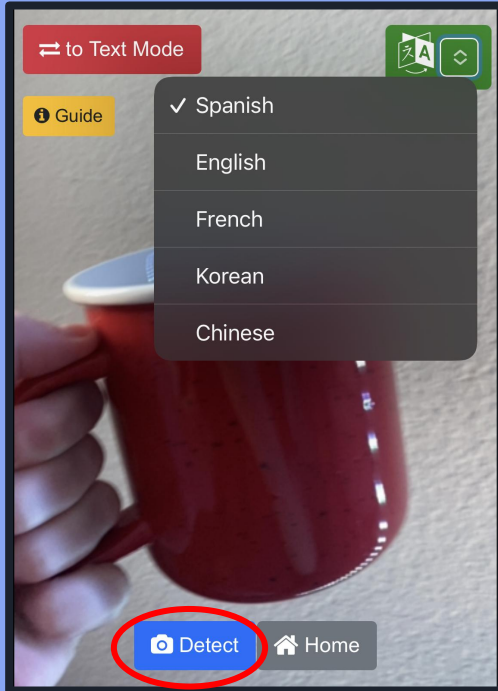 ⇄ to Text Mode
Guide
✓ Spanish
English
French
Korean
Chinese
Detect
Home